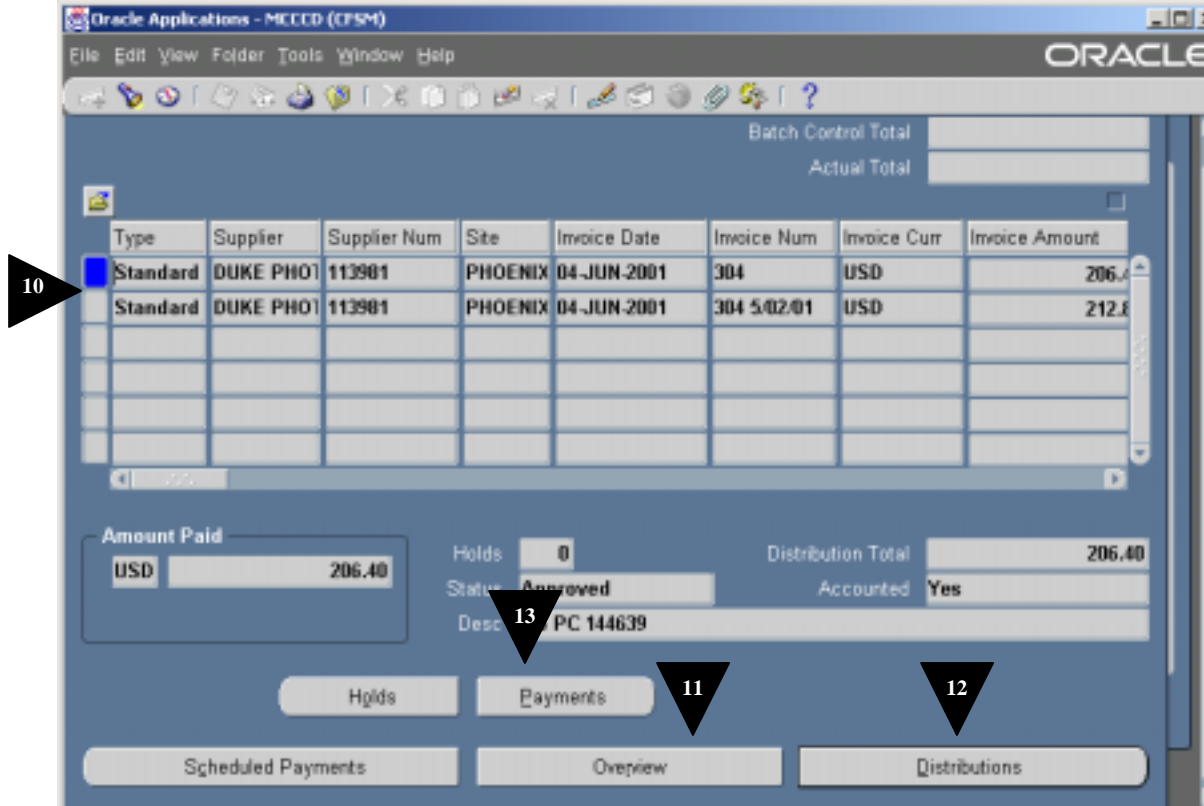 Oracle Applications - MCCCD (CFSM)
File Edit View Folder Tools Window Help
ORACLE
Batch Control Total
Actual Total
Type Supplier Supplier Num Site Invoice Date Invoice Num Invoice Curr Invoice Amount
10
Standard DUKE PHOT 113981 PHOENIX 04-JUN-2001 304 USD 206.4
Standard DUKE PHOT 113981 PHOENIX 04-JUN-2001 304 5/02/01 USD 212.8
Amount Paid
USD 206.40
Holds 0 Distribution Total 206.40
Status Approved Accounted Yes
Desc PC 144639
13
11
12
Holds Payments
Scheduled Payments Overview Distributions